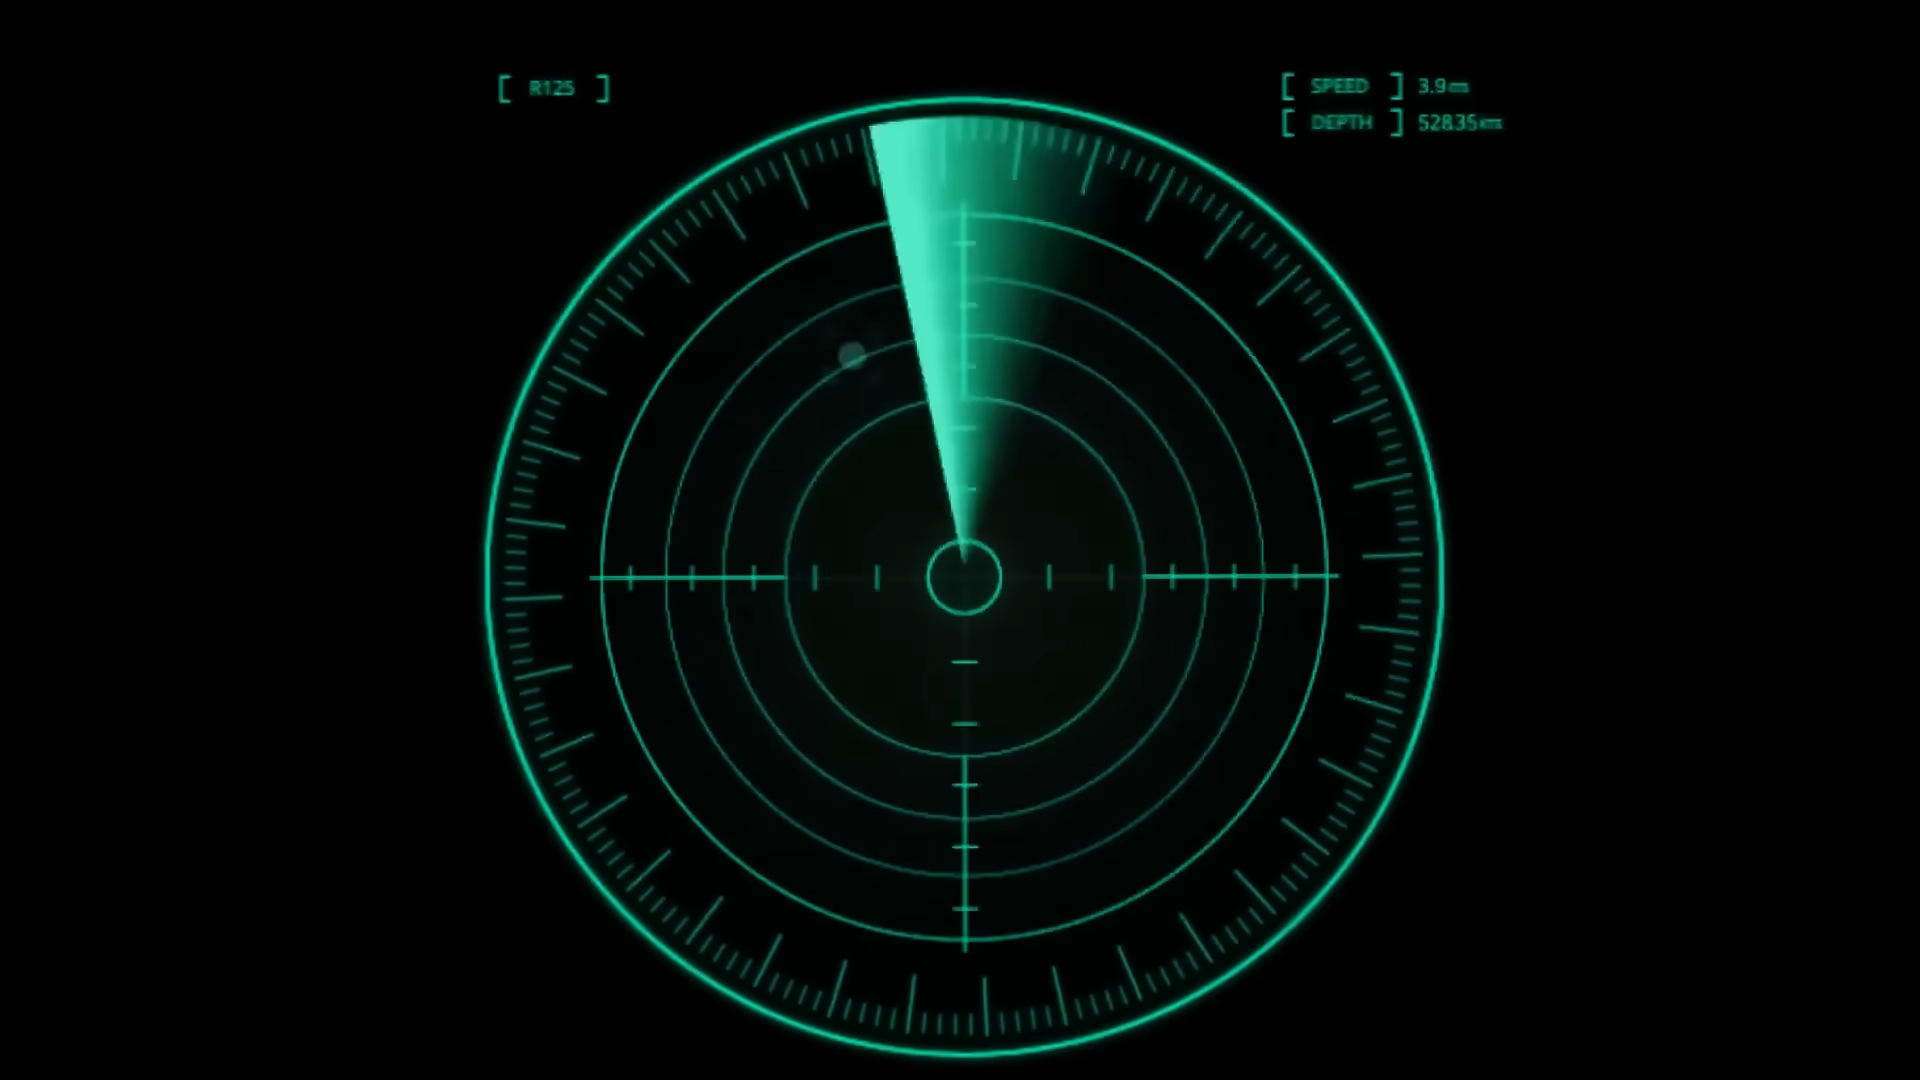 [ R125 ]
[ SPEED ] 3.9
[ DEPTH ] 528.35